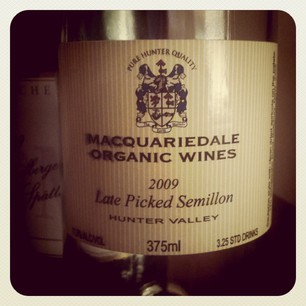 PURE HUNTER QUALITY
MACQUARIEDALE
ORGANIC WINES
2009
Late Picked Semillon
HUNTER VALLEY
375ml
3.25 STD DRINKS